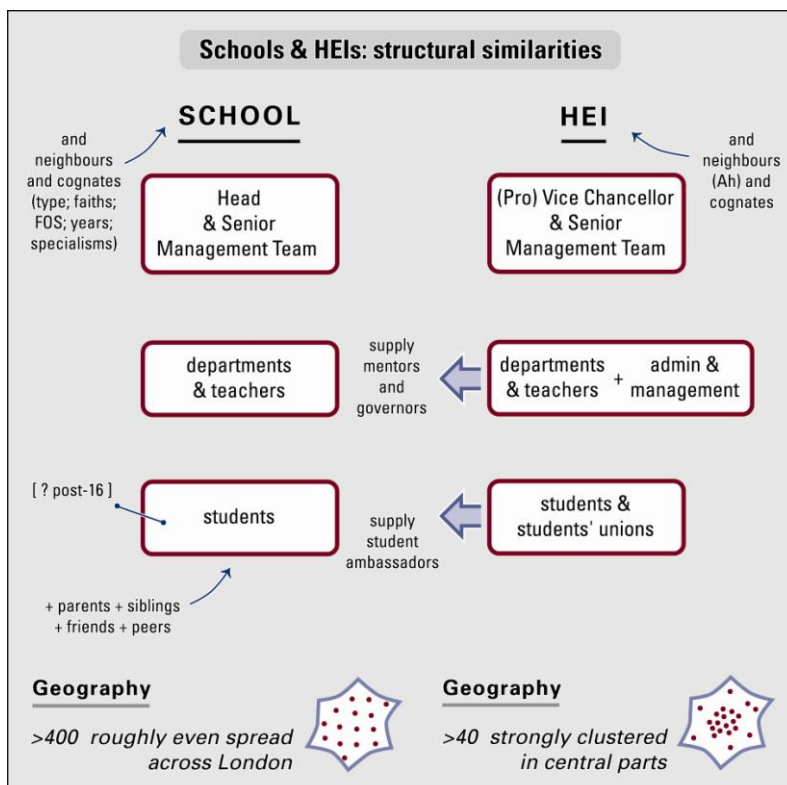 Schools & HEIs: structural similarities
SCHOOL
HEI
and
neighbours
and cognates
(type; faiths;
FOS; years;
specialisms)
and
neighbours
(Ah) and
cognates
Head
& Senior
Management Team
(Pro) Vice Chancellor
& Senior
Management Team
departments
& teachers
supply
mentors
and
governors
departments
& teachers
+
admin &
management
[ ? post-16 ]
students
supply
student
ambassadors
students &
students' unions
+ parents + siblings
+ friends + peers
Geography
>400 roughly even spread
across London
Geography
>40 strongly clustered
in central parts